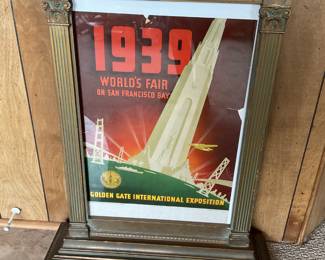 1939
WORLD'S FAIR
ON SAN FRANCISCO BAY
GOLDEN GATE INTERNATIONAL EXPOSITION